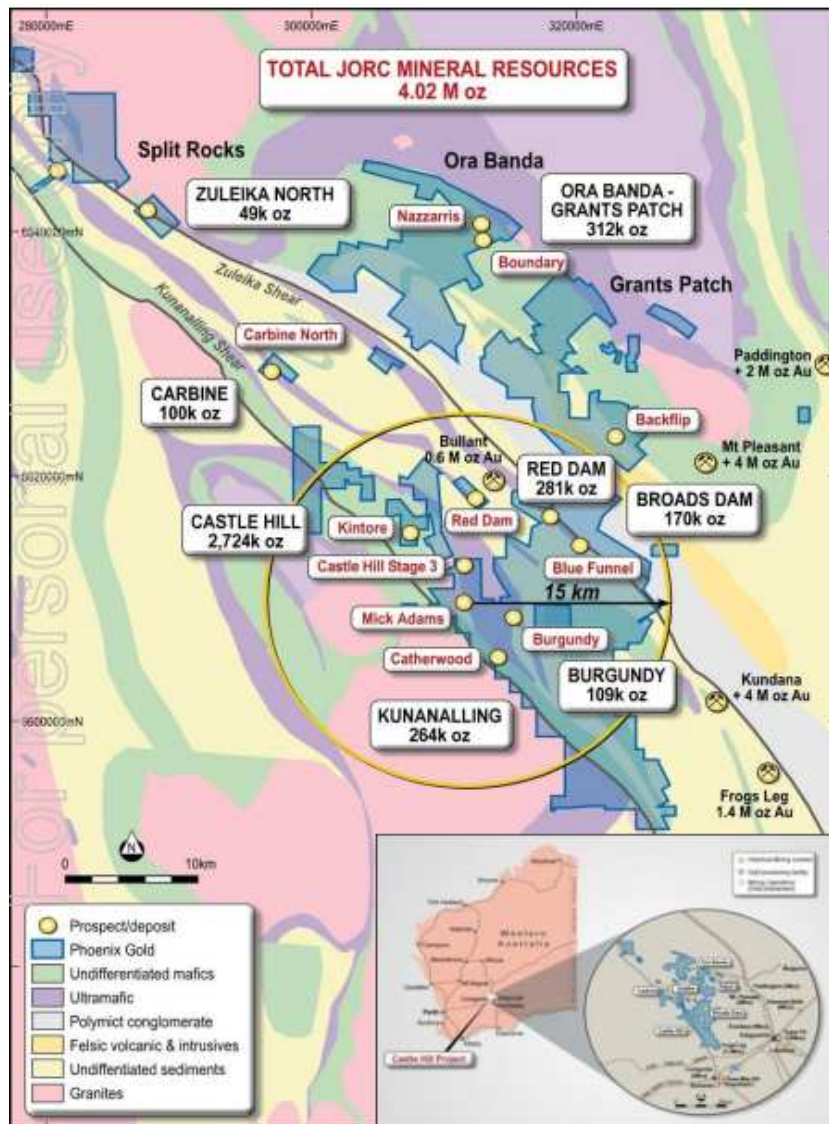 280000mE
300000mE
320000mE
TOTAL JORC MINERAL RESOURCES
4.02 M oz
For personal use only
Split Rocks
Ora Banda
ZULEIKA NORTH
49k oz
Nazzarris
ORA BANDA -
GRANTS PATCH
312k oz
6640000mN
Boundary
Zuleika Shear
Grants Patch
Kunanalling Shear
Carbine North
Paddington
+ 2 M oz Au
CARBINE
100k oz
Backflip
Bullant
0.6 M oz Au
Mt Pleasant
+ 4 M oz Au
6620000mN
RED DAM
281k oz
BROADS DAM
170k oz
CASTLE HILL
2,724k oz
Kintore
Red Dam
Castle Hill Stage 3
Blue Funnel
15 km
Mick Adams
Burgundy
Catherwood
BURGUNDY
109k oz
Kundana
+ 4 M oz Au
KUNANALLING
264k oz
6600000mN
Frogs Leg
1.4 M oz Au
N
0
10km
Prospect/deposit
Phoenix Gold
Undifferentiated mafics
Ultramafic
Polymict conglomerate
Felsic volcanic & intrusives
Undiffentiated sediments
Granites
Western
Australia
Perth
Castle Hill Project